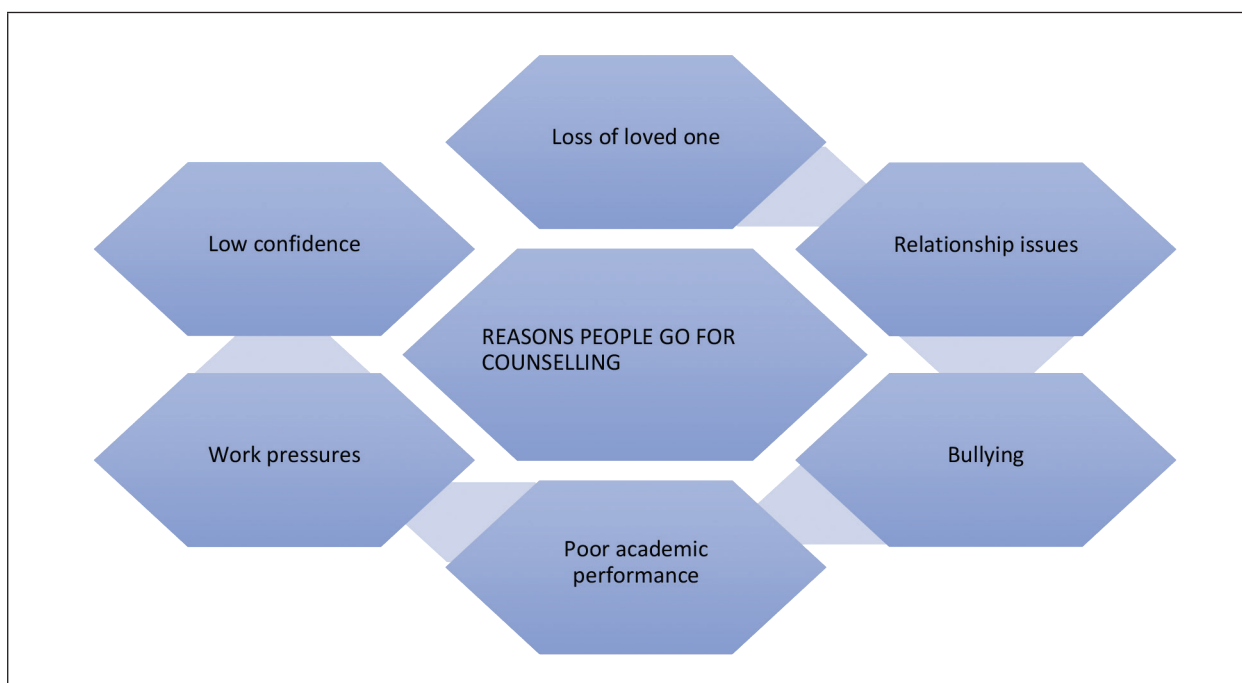 Loss of loved one
Low confidence
Relationship issues
REASONS PEOPLE GO FOR
COUNSELLING
Work pressures
Bullying
Poor academic
performance